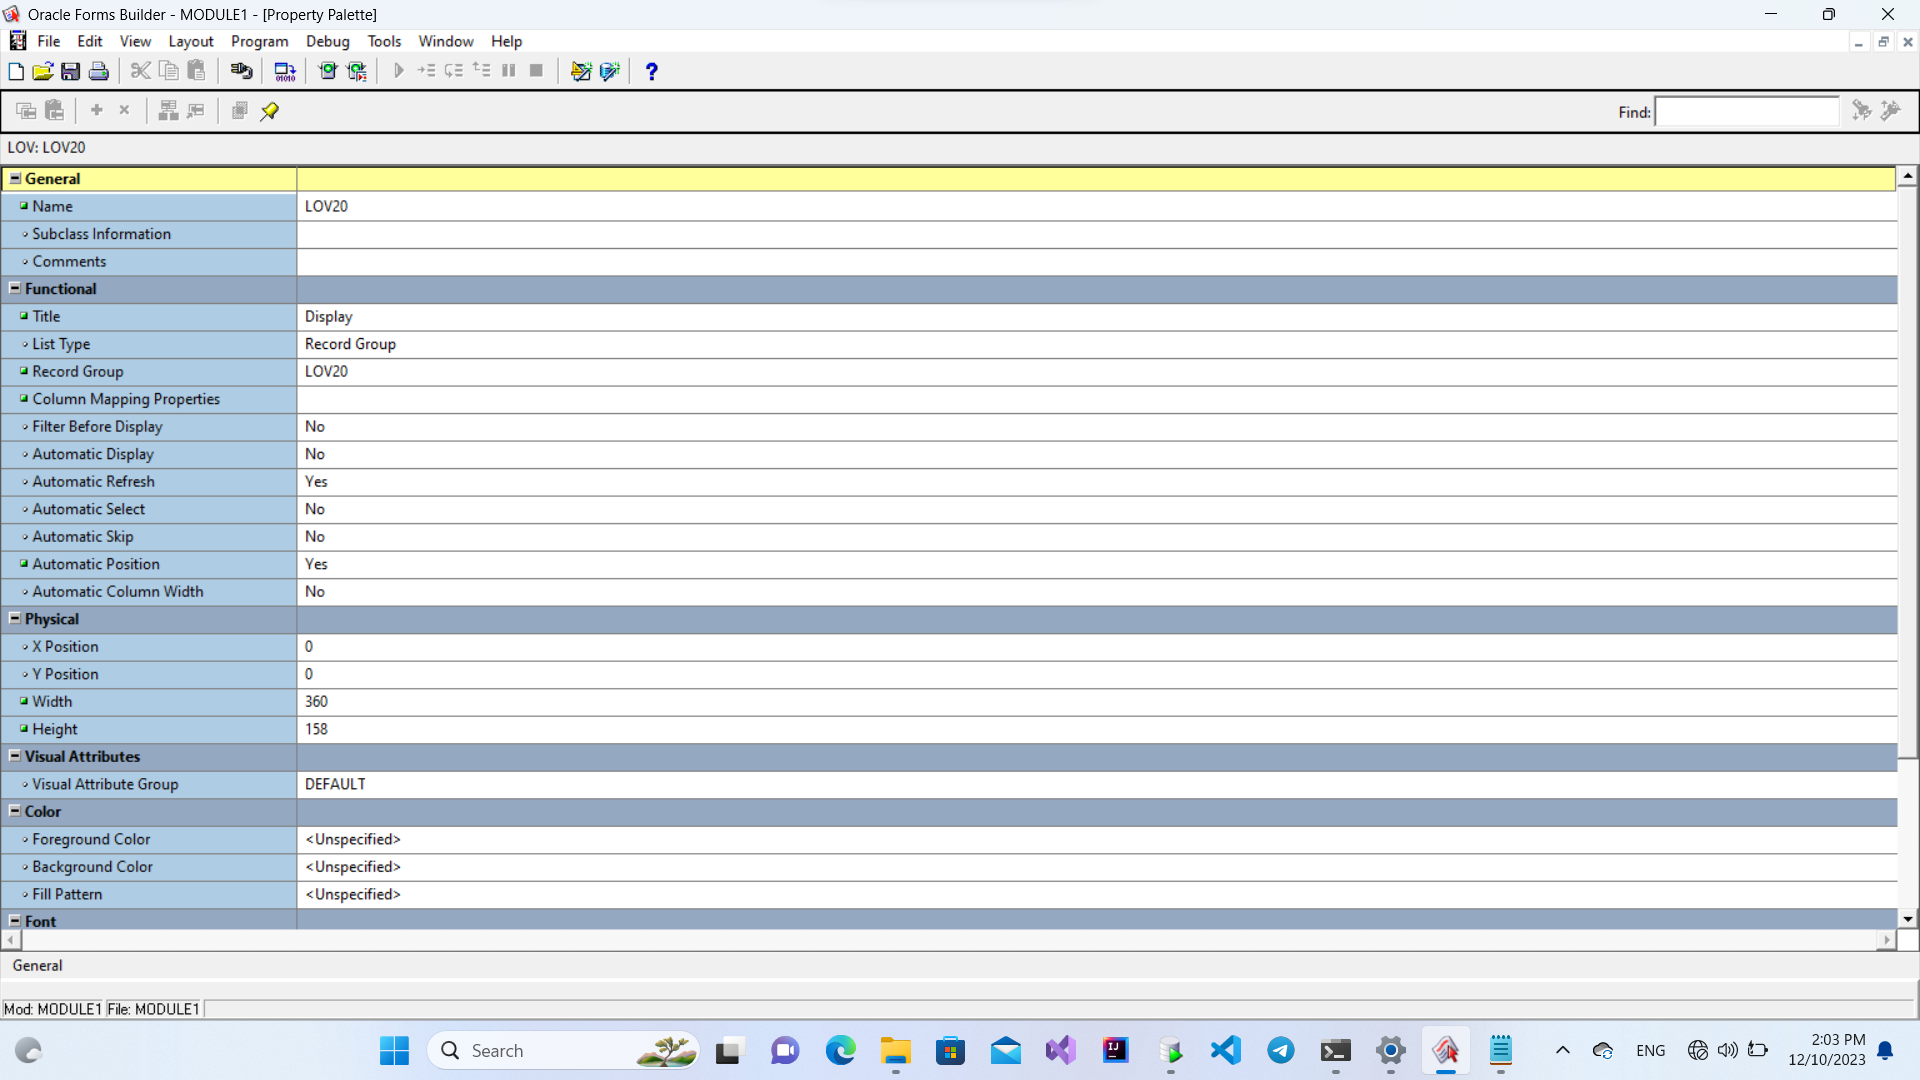 Oracle Forms Builder - MODULE1 - [Property Palette]
File Edit View Layout Program Debug Tools Window Help
Find:
LOV: LOV20
General
Name LOV20
Subclass Information
Comments
Functional
Title Display
List Type Record Group
Record Group LOV20
Column Mapping Properties
Filter Before Display No
Automatic Display No
Automatic Refresh Yes
Automatic Select No
Automatic Skip No
Automatic Position Yes
Automatic Column Width No
Physical
X Position 0
Y Position 0
Width 360
Height 158
Visual Attributes
Visual Attribute Group DEFAULT
Color
Foreground Color <Unspecified>
Background Color <Unspecified>
Fill Pattern <Unspecified>
Font
General
Mod: MODULE1 File: MODULE1
Search
ENG
2:03 PM
12/10/2023